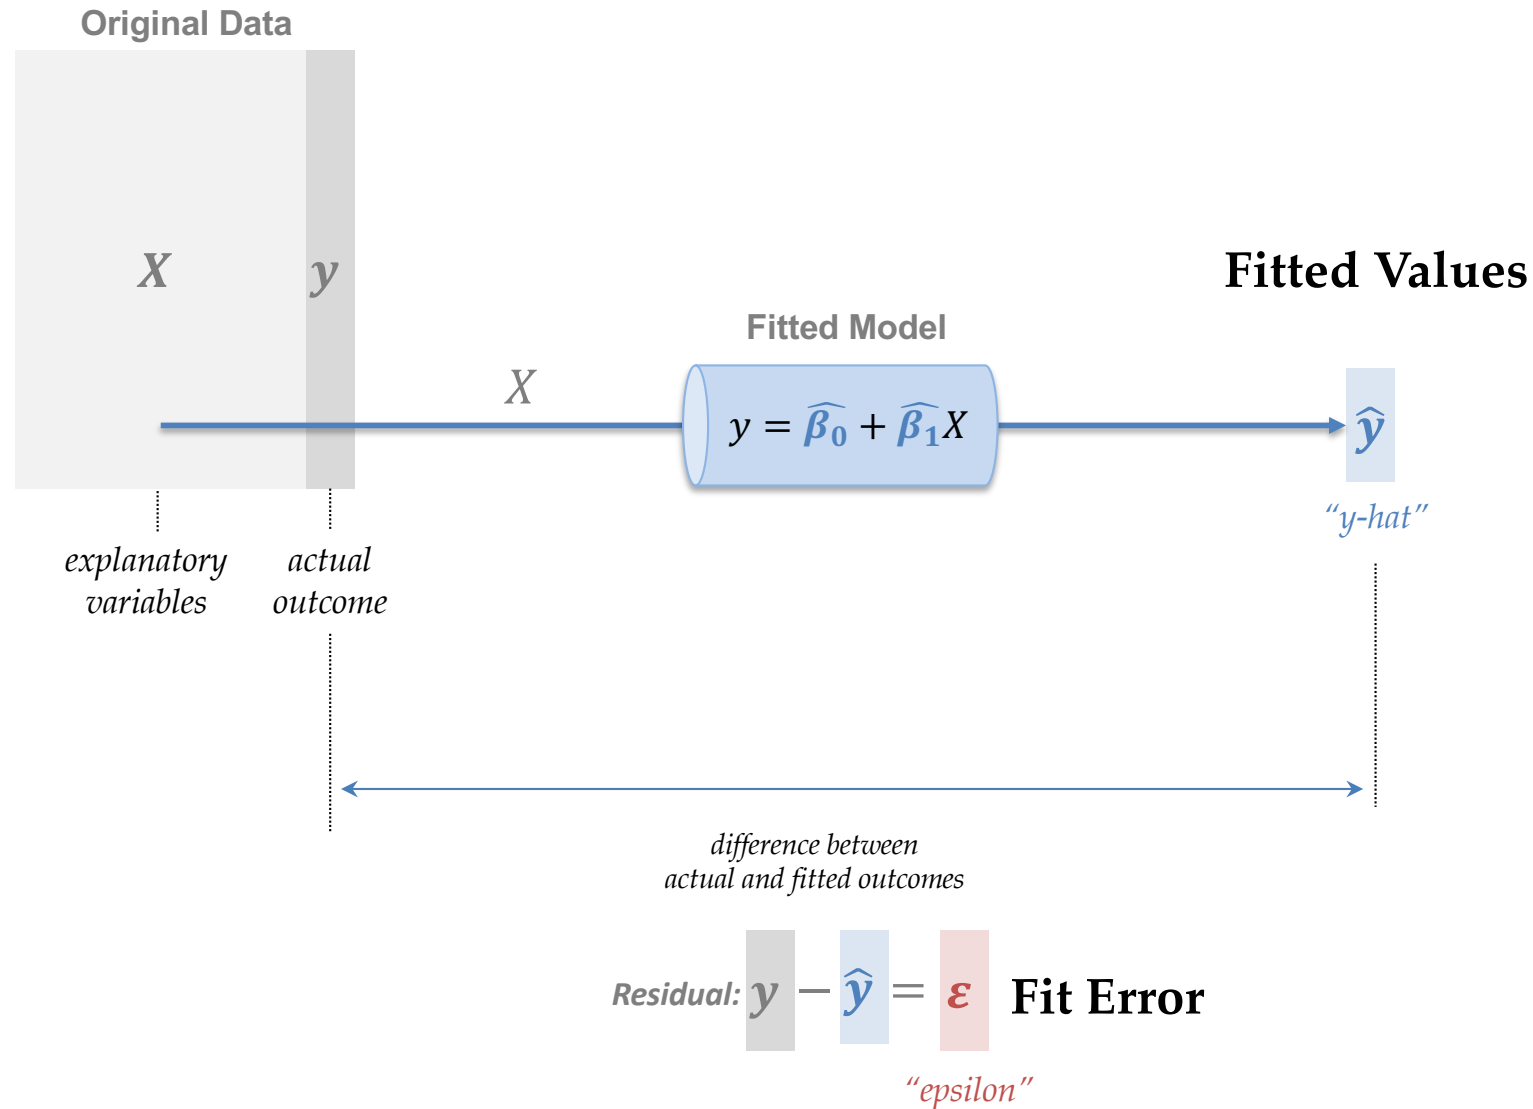 Original Data
X
y
Fitted Values
Fitted Model
X
y = β̂₀ + β̂₁X
ŷ
“y-hat”
explanatory
variables
actual
outcome
difference between
actual and fitted outcomes
Residual: y − ŷ = ε Fit Error
“epsilon”